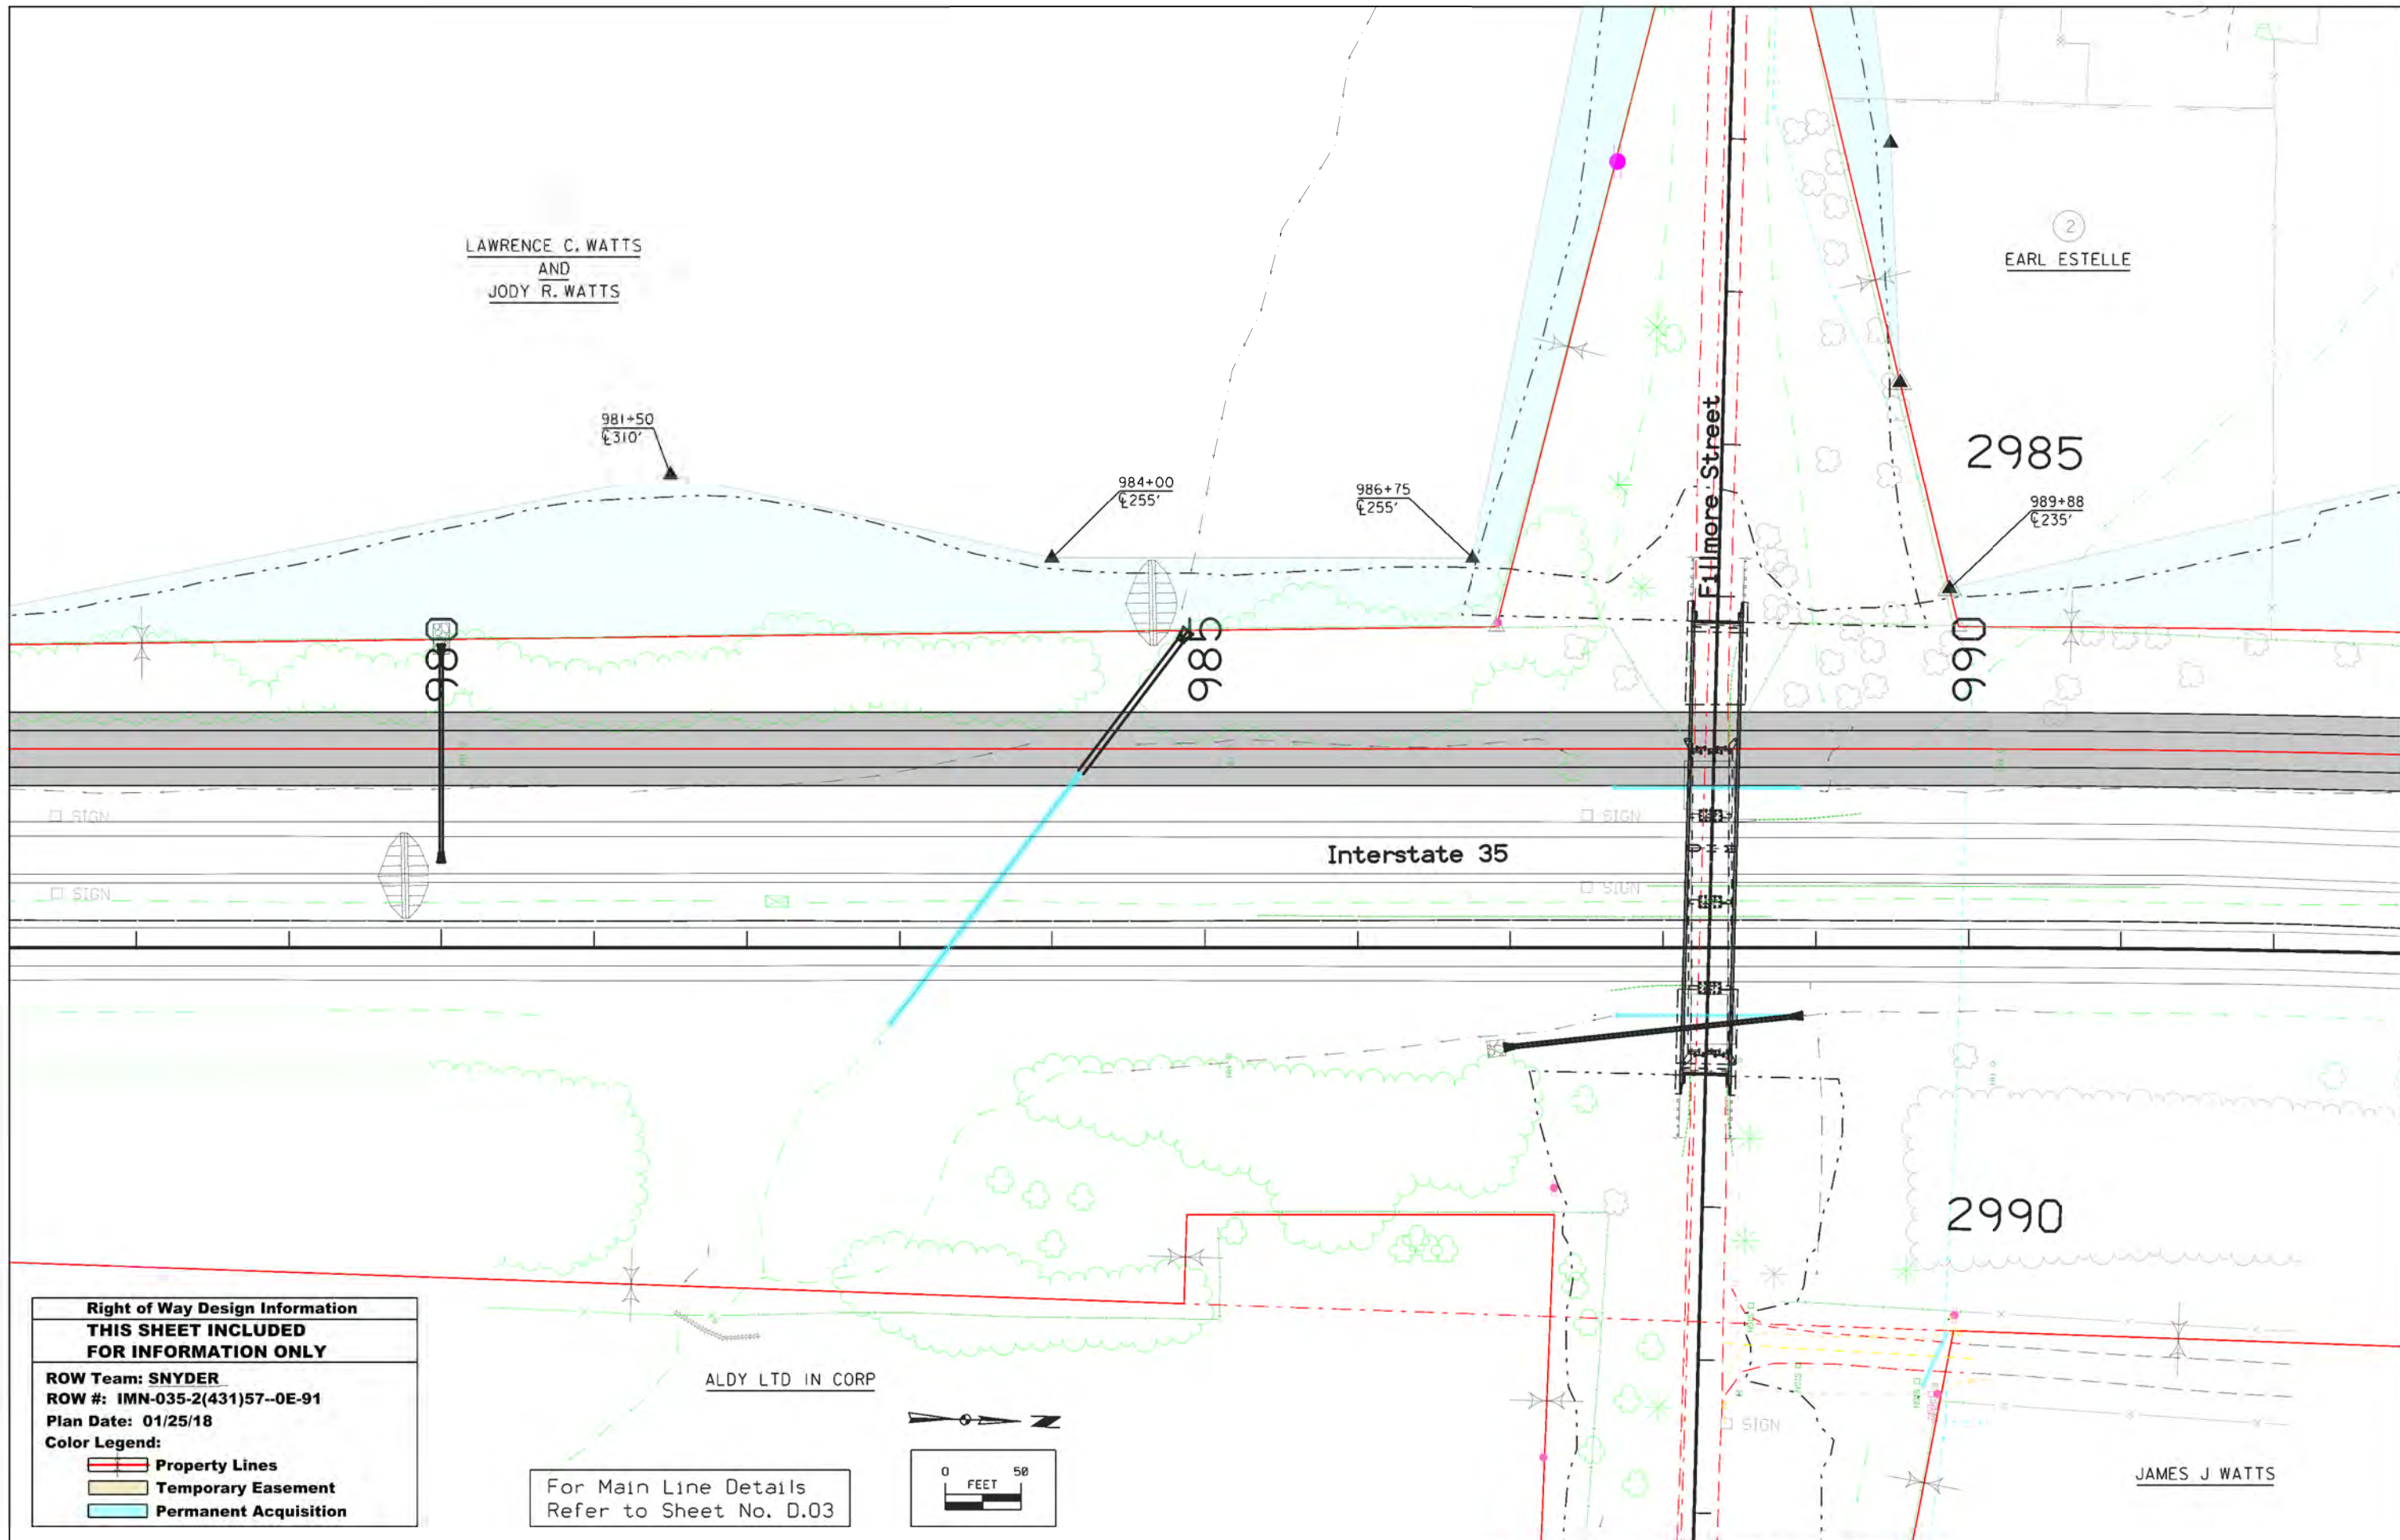 LAWRENCE C. WATTS
AND
JODY R. WATTS
2
EARL ESTELLE
981+50
℄310'
984+00
℄255'
986+75
℄255'
Fillmore Street
2985
989+88
℄235'
980
985
990
SIGN
SIGN
Interstate 35
SIGN
SIGN
2990
Right of Way Design Information
THIS SHEET INCLUDED
FOR INFORMATION ONLY
ROW Team: SNYDER
ROW #: IMN-035-2(431)57--0E-91
Plan Date: 01/25/18
Color Legend:
Property Lines
Temporary Easement
Permanent Acquisition
ALDY LTD IN CORP
For Main Line Details
Refer to Sheet No. D.03
N
0 50
FEET
SIGN
SIGN
SIGN
SIGN
JAMES J WATTS